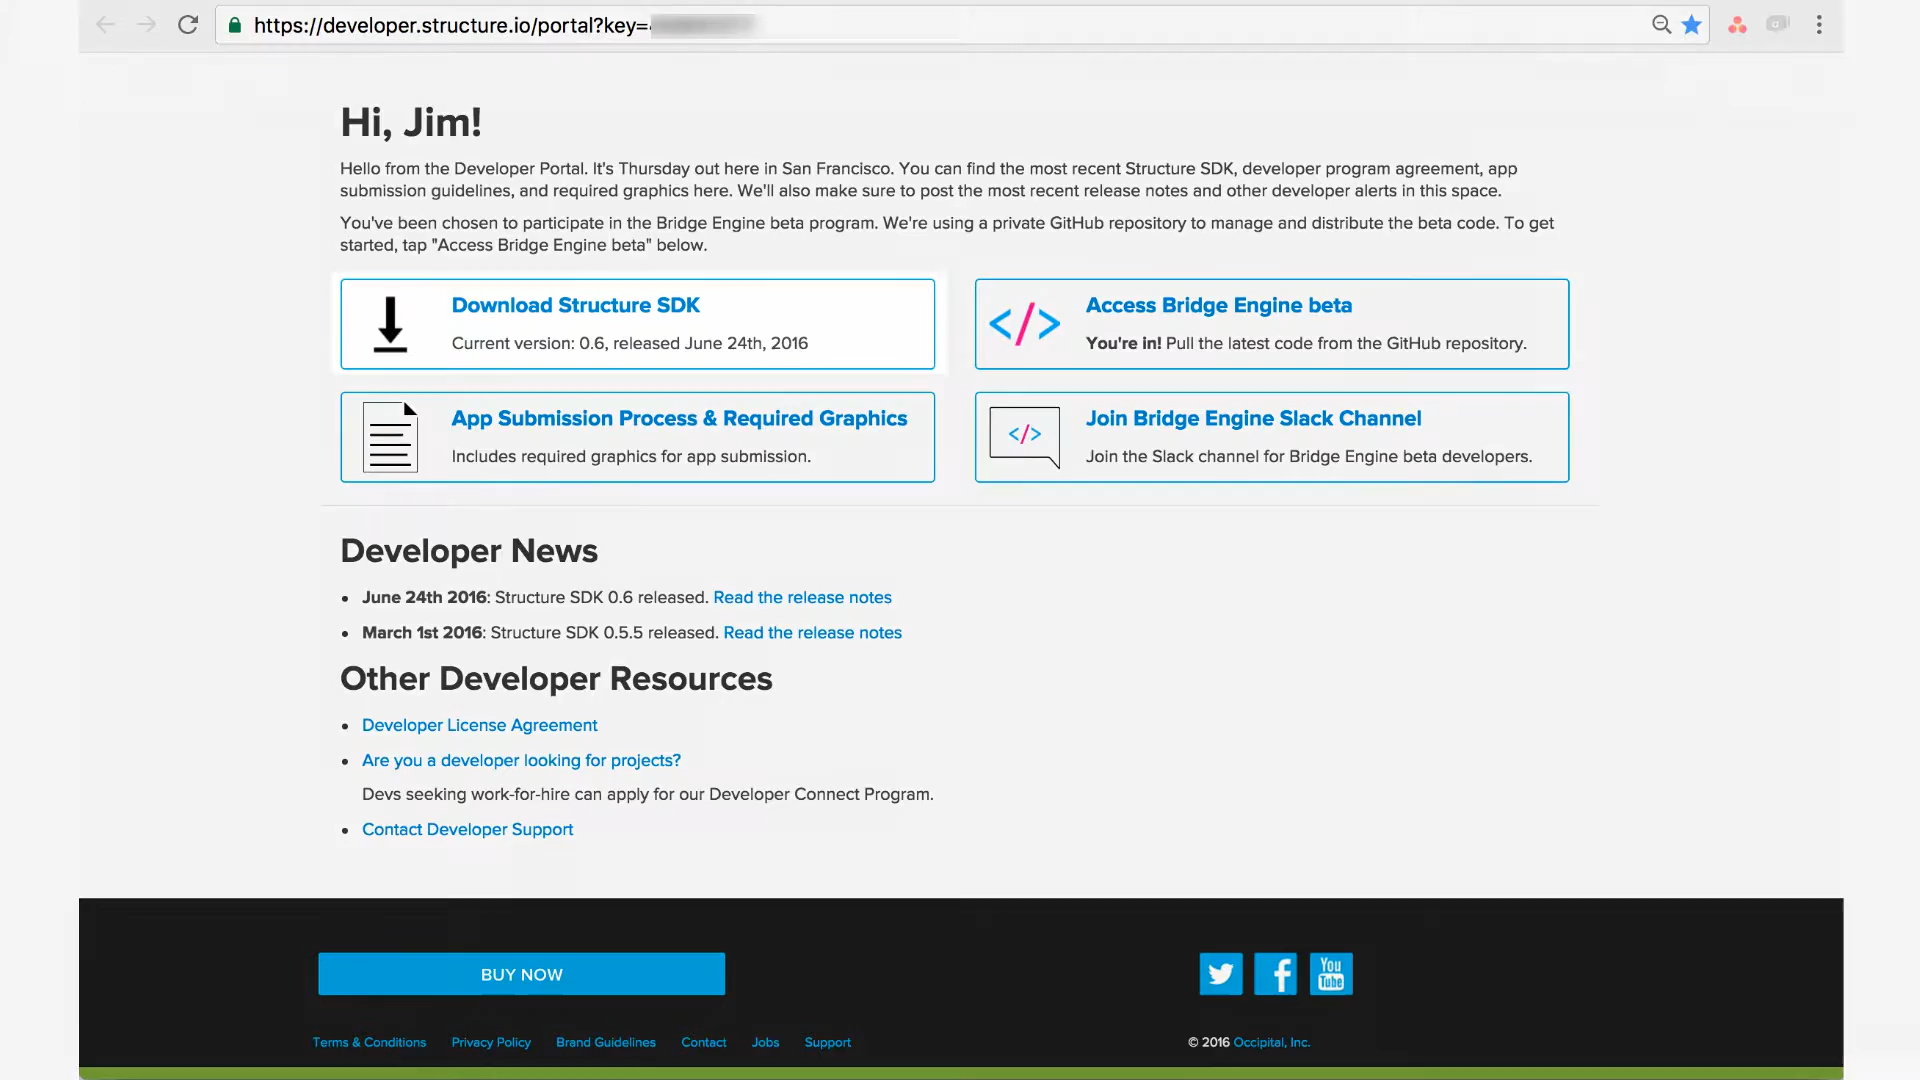 https://developer.structure.io/portal?key=
Hi, Jim!
Hello from the Developer Portal. It's Thursday out here in San Francisco. You can find the most recent Structure SDK, developer program agreement, app
submission guidelines, and required graphics here. We'll also make sure to post the most recent release notes and other developer alerts in this space.
You've been chosen to participate in the Bridge Engine beta program. We're using a private GitHub repository to manage and distribute the beta code. To get
started, tap "Access Bridge Engine beta" below.
Download Structure SDK
Current version: 0.6, released June 24th, 2016
</>
Access Bridge Engine beta
You're in! Pull the latest code from the GitHub repository.
App Submission Process & Required Graphics
Includes required graphics for app submission.
</>
Join Bridge Engine Slack Channel
Join the Slack channel for Bridge Engine beta developers.
Developer News
• June 24th 2016: Structure SDK 0.6 released. Read the release notes
• March 1st 2016: Structure SDK 0.5.5 released. Read the release notes
Other Developer Resources
• Developer License Agreement
• Are you a developer looking for projects?
Devs seeking work-for-hire can apply for our Developer Connect Program.
• Contact Developer Support
BUY NOW
You
Tube
Terms & Conditions Privacy Policy Brand Guidelines Contact Jobs Support
© 2016 Occipital, Inc.